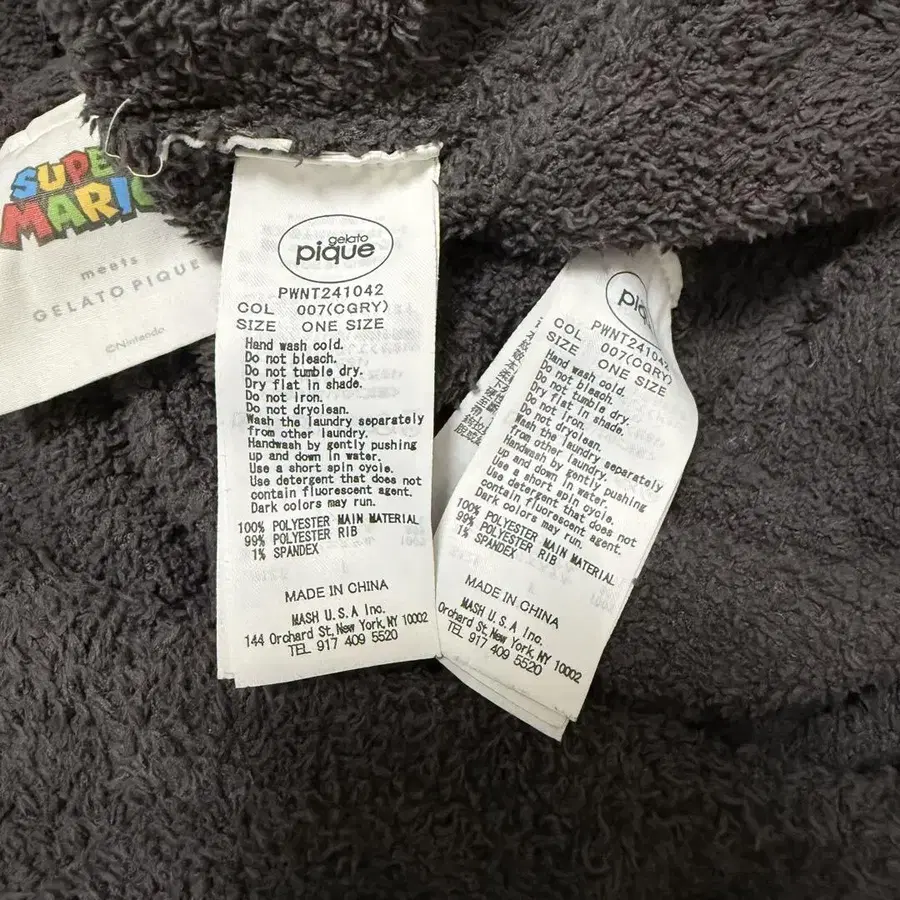 SUPE
MARI
meets
GELATO PIQUE
©Nintendo
gelato
pique
PWNT241042
COL 007(CGRY)
SIZE ONE SIZE
Hand wash cold.
Do not bleach.
Do not tumble dry.
Dry flat in shade.
Do not iron.
Do not dryclean.
Wash the laundry separately
from other laundry.
Handwash by gently pushing
up and down in water.
Use a short spin cycle.
Use detergent that does not
contain fluorescent agent.
Dark colors may run.
100% POLYESTER MAIN MATERIAL
99% POLYESTER RIB
1% SPANDEX
MADE IN CHINA
MASH U.S.A Inc.
144 Orchard St, New York, NY 10002
TEL 917 409 5520
PWNT241042
COL 007(CGRY)
SIZE ONE SIZE
Hand wash cold.
Do not bleach.
Do not tumble dry.
Dry flat in shade.
Do not iron.
Do not dryclean.
Wash the laundry separately
from other laundry.
Handwash by gently pushing
up and down in water.
Use a short spin cycle.
Use detergent that does not
contain fluorescent agent.
Dark colors may run.
100% POLYESTER MAIN MATERIAL
99% POLYESTER RIB
1% SPANDEX
MADE IN CHINA
MASH U.S.A Inc.
144 Orchard St, New York, NY 10002
TEL 917 409 5520